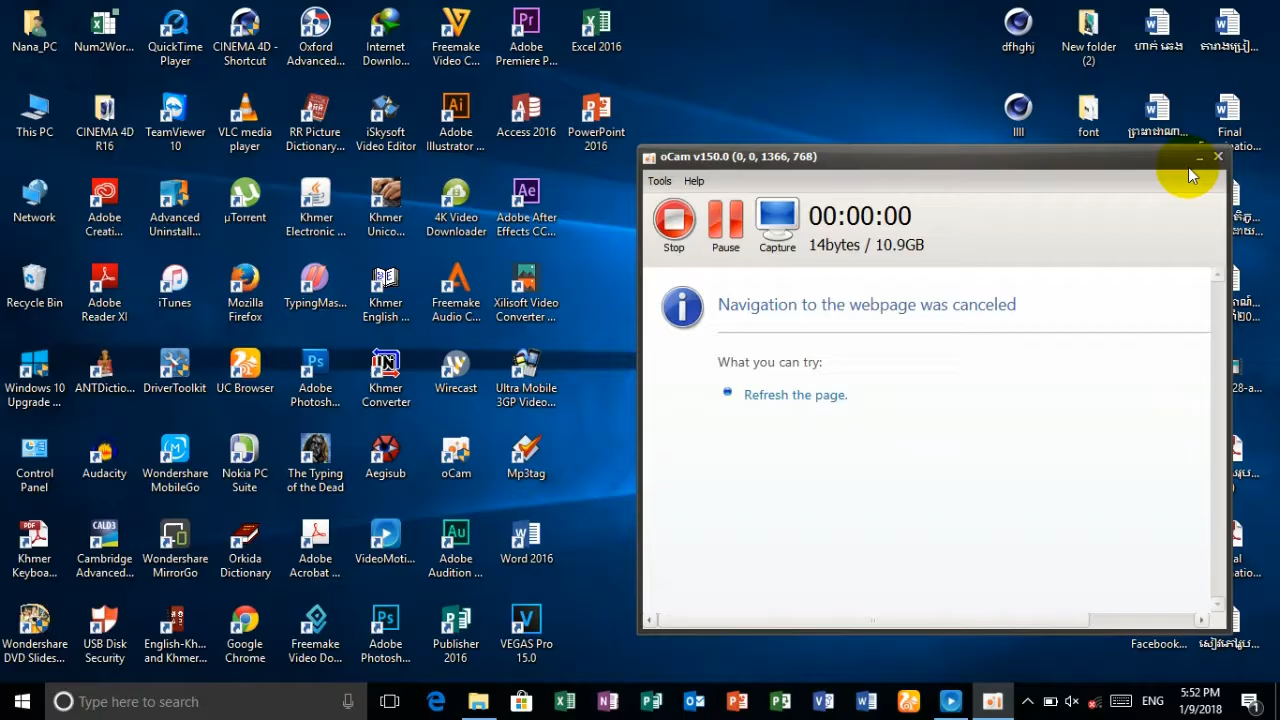 Nana_PC
Num2Wor...
QuickTime
Player
CINEMA 4D -
Shortcut
Oxford
Advanced...
Internet
Downlo...
Freemake
Video C...
Adobe
Premiere P...
Excel 2016
dfhghj
New folder
(2)
ហាក់ ឆេង
This PC
CINEMA 4D
R16
TeamViewer
10
VLC media
player
RR Picture
Dictionary...
iSkysoft
Video Editor
Adobe
Illustrator ...
Access 2016
PowerPoint
2016
llll
font
Final
Network
Adobe
Creati...
Advanced
Uninstall...
µTorrent
Khmer
Electronic ...
Khmer
Unico...
4K Video
Downloader
Adobe After
Effects CC...
Recycle Bin
Adobe
Reader XI
iTunes
Mozilla
Firefox
TypingMas...
Khmer
English ...
Freemake
Audio C...
Xilisoft Video
Converter ...
Windows 10
Upgrade ...
ANTDictio...
DriverToolkit
UC Browser
Adobe
Photosh...
Khmer
Converter
Wirecast
Ultra Mobile
3GP Video...
Control
Panel
Audacity
Wondershare
MobileGo
Nokia PC
Suite
The Typing
of the Dead
Aegisub
oCam
Mp3tag
Khmer
Keyboa...
Cambridge
Advanced...
Wondershare
MirrorGo
Orkida
Dictionary
Adobe
Acrobat ...
VideoMoti...
Adobe
Audition ...
Word 2016
Wondershare
DVD Slides...
USB Disk
Security
English-Kh...
and Khmer...
Google
Chrome
Freemake
Video Do...
Adobe
Photosh...
Publisher
2016
VEGAS Pro
15.0
Facebook...
oCam v150.0 (0, 0, 1366, 768)
Tools Help
Stop
Pause
Capture
00:00:00
14bytes / 10.9GB
Navigation to the webpage was canceled
What you can try:
Refresh the page.
Type here to search
ENG
5:52 PM
1/9/2018